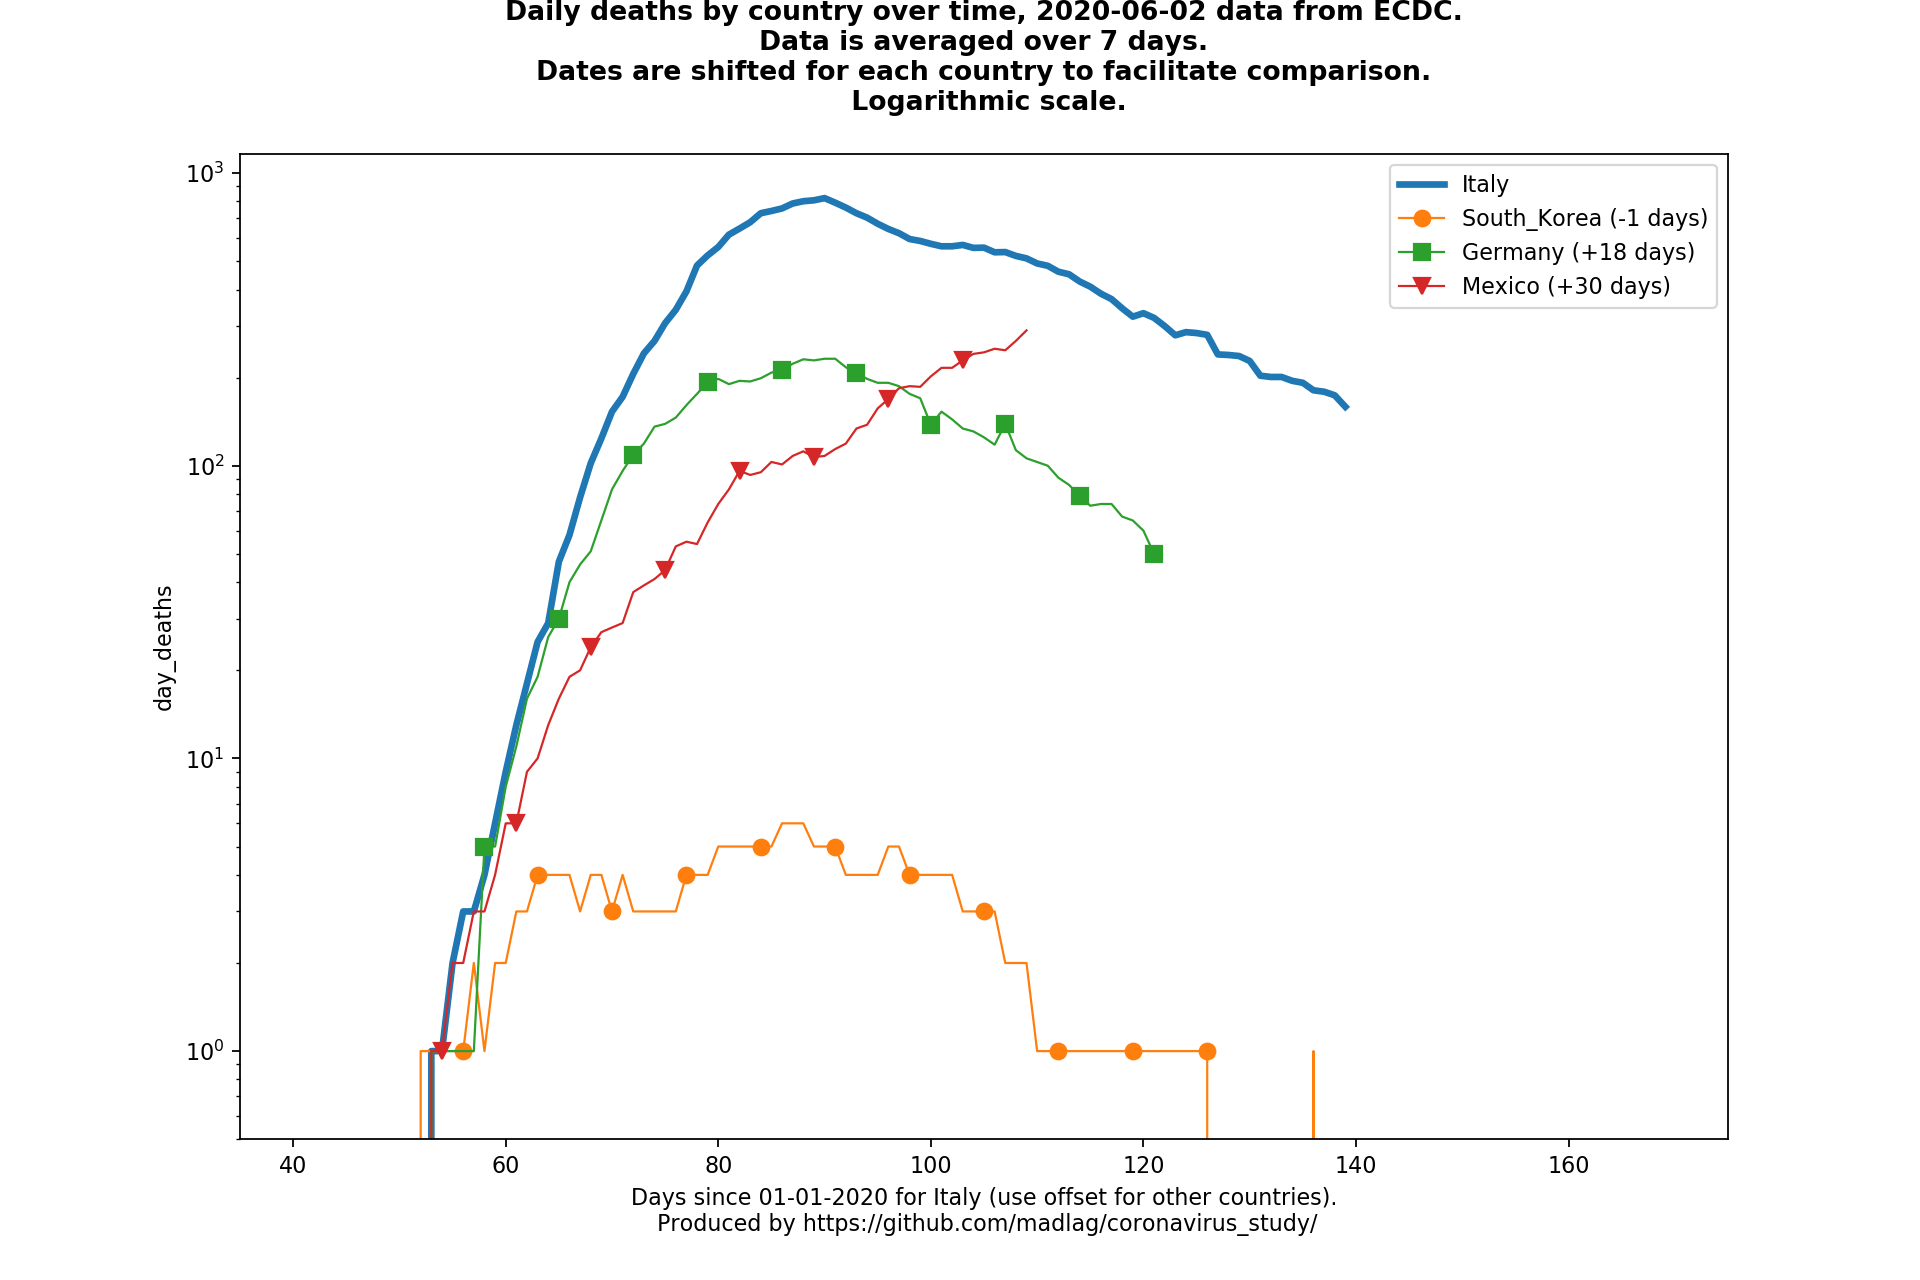 Daily deaths by country over time, 2020-06-02 data from ECDC.
Data is averaged over 7 days.
Dates are shifted for each country to facilitate comparison.
Logarithmic scale.
10³
10²
10¹
10⁰
day_deaths
Italy
South_Korea (-1 days)
Germany (+18 days)
Mexico (+30 days)
40 60 80 100 120 140 160
Days since 01-01-2020 for Italy (use offset for other countries).
Produced by https://github.com/madlag/coronavirus_study/